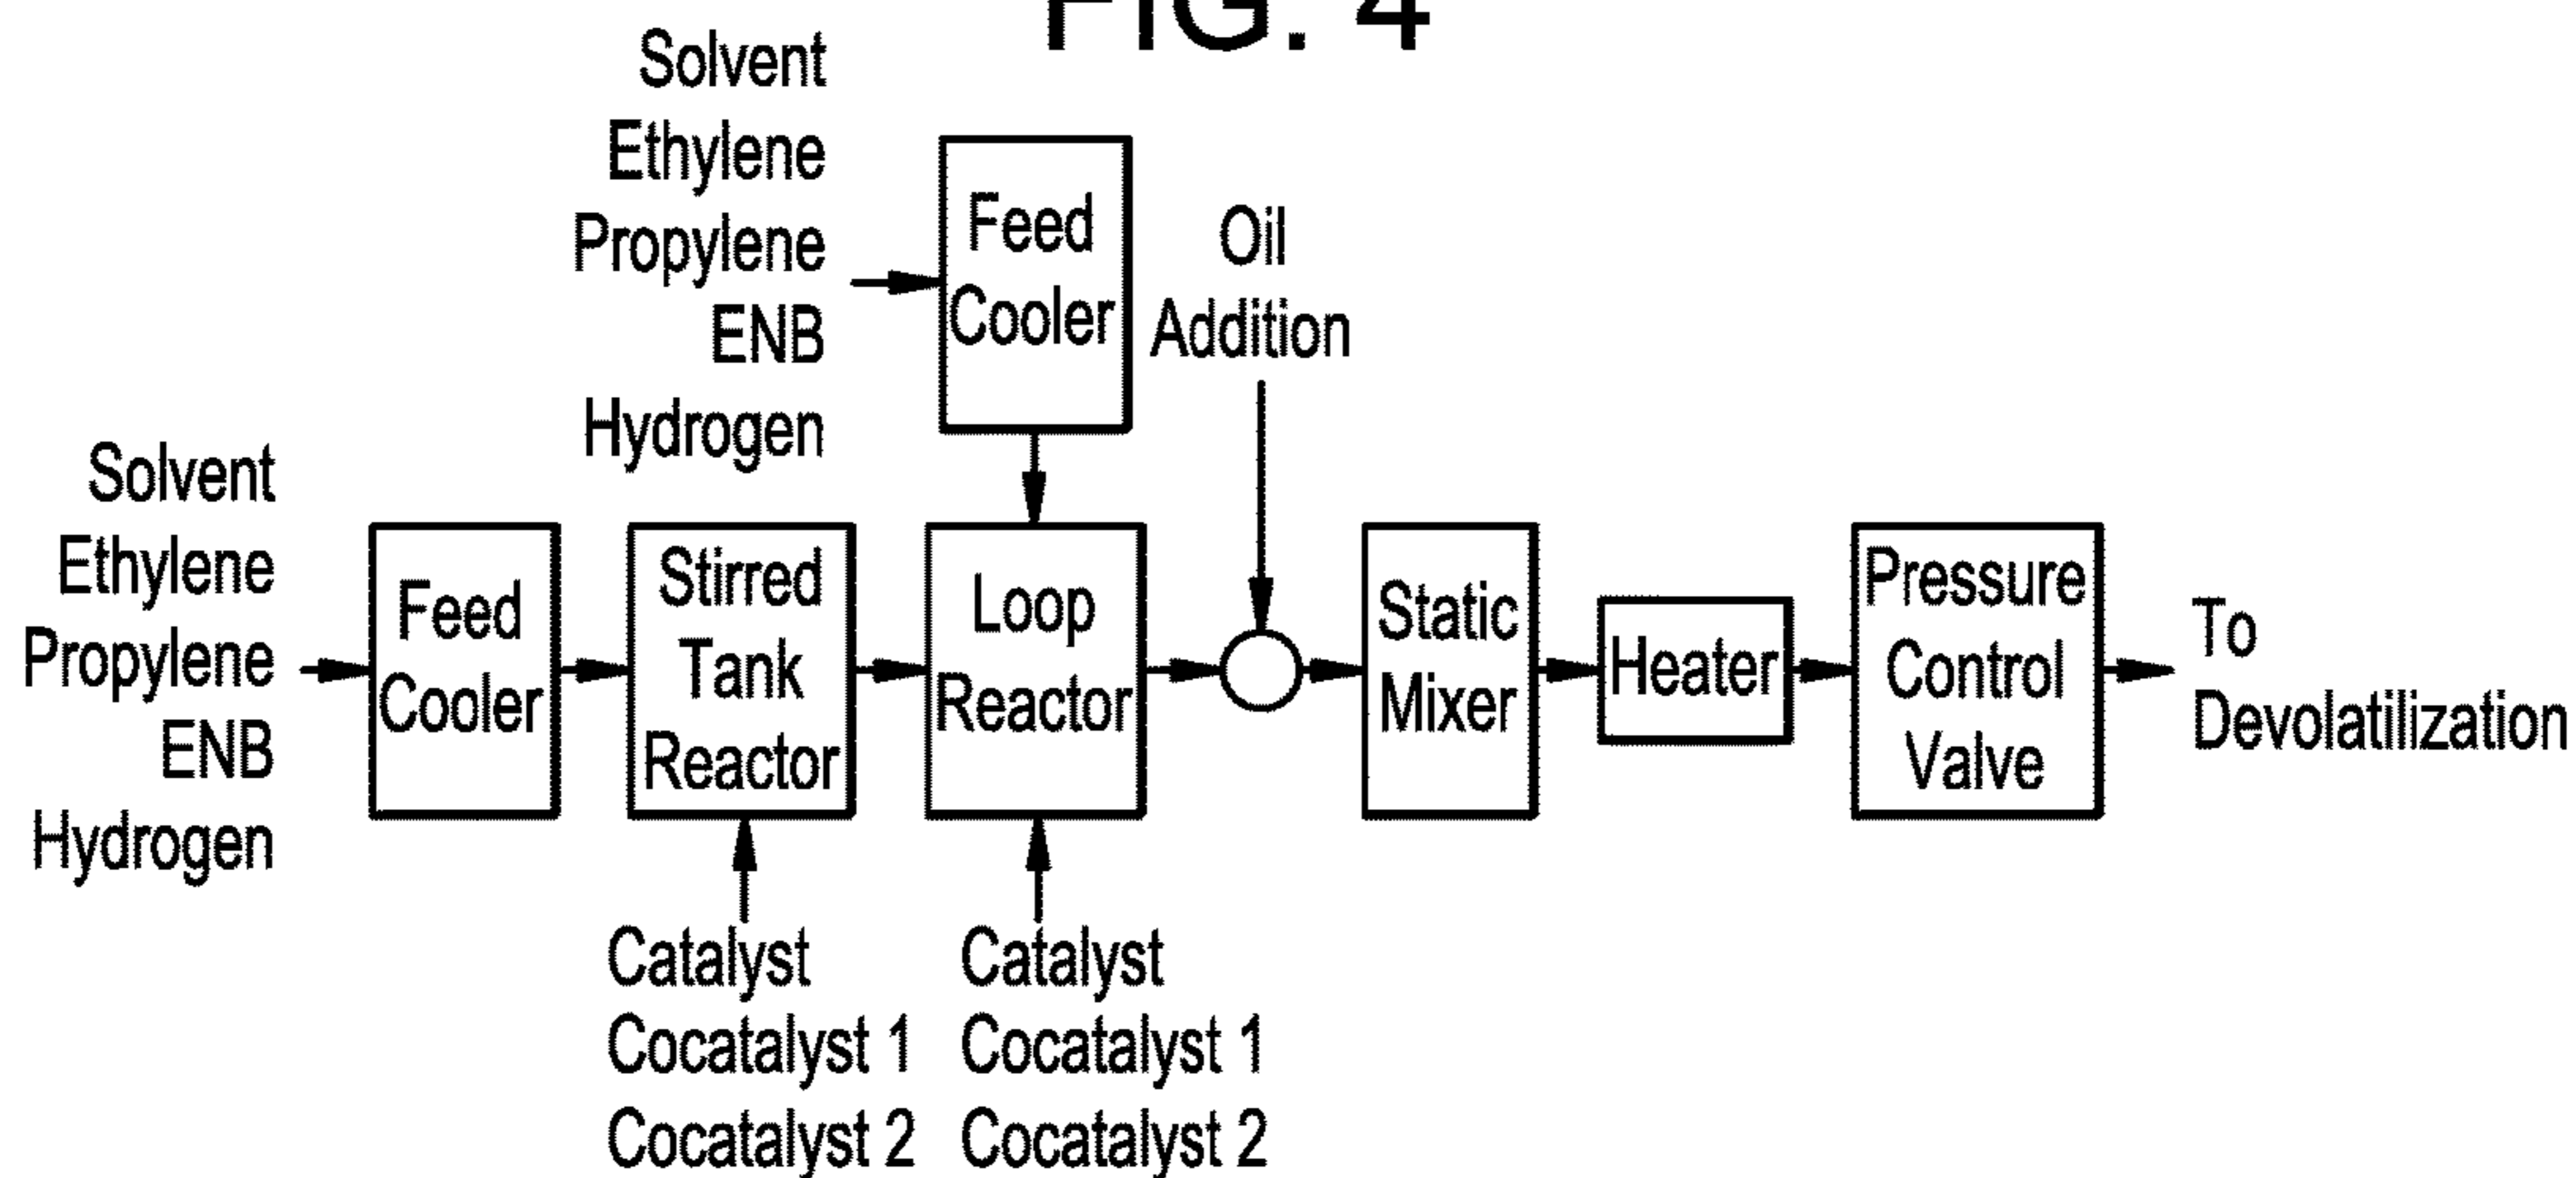 FIG. 4
Solvent
Ethylene
Propylene
ENB
Hydrogen
Feed
Cooler
Oil
Addition
Solvent
Ethylene
Propylene
ENB
Hydrogen
Feed
Cooler
Stirred
Tank
Reactor
Loop
Reactor
Static
Mixer
Heater
Pressure
Control
Valve
To
Devolatilization
Catalyst
Cocatalyst 1
Cocatalyst 2
Catalyst
Cocatalyst 1
Cocatalyst 2